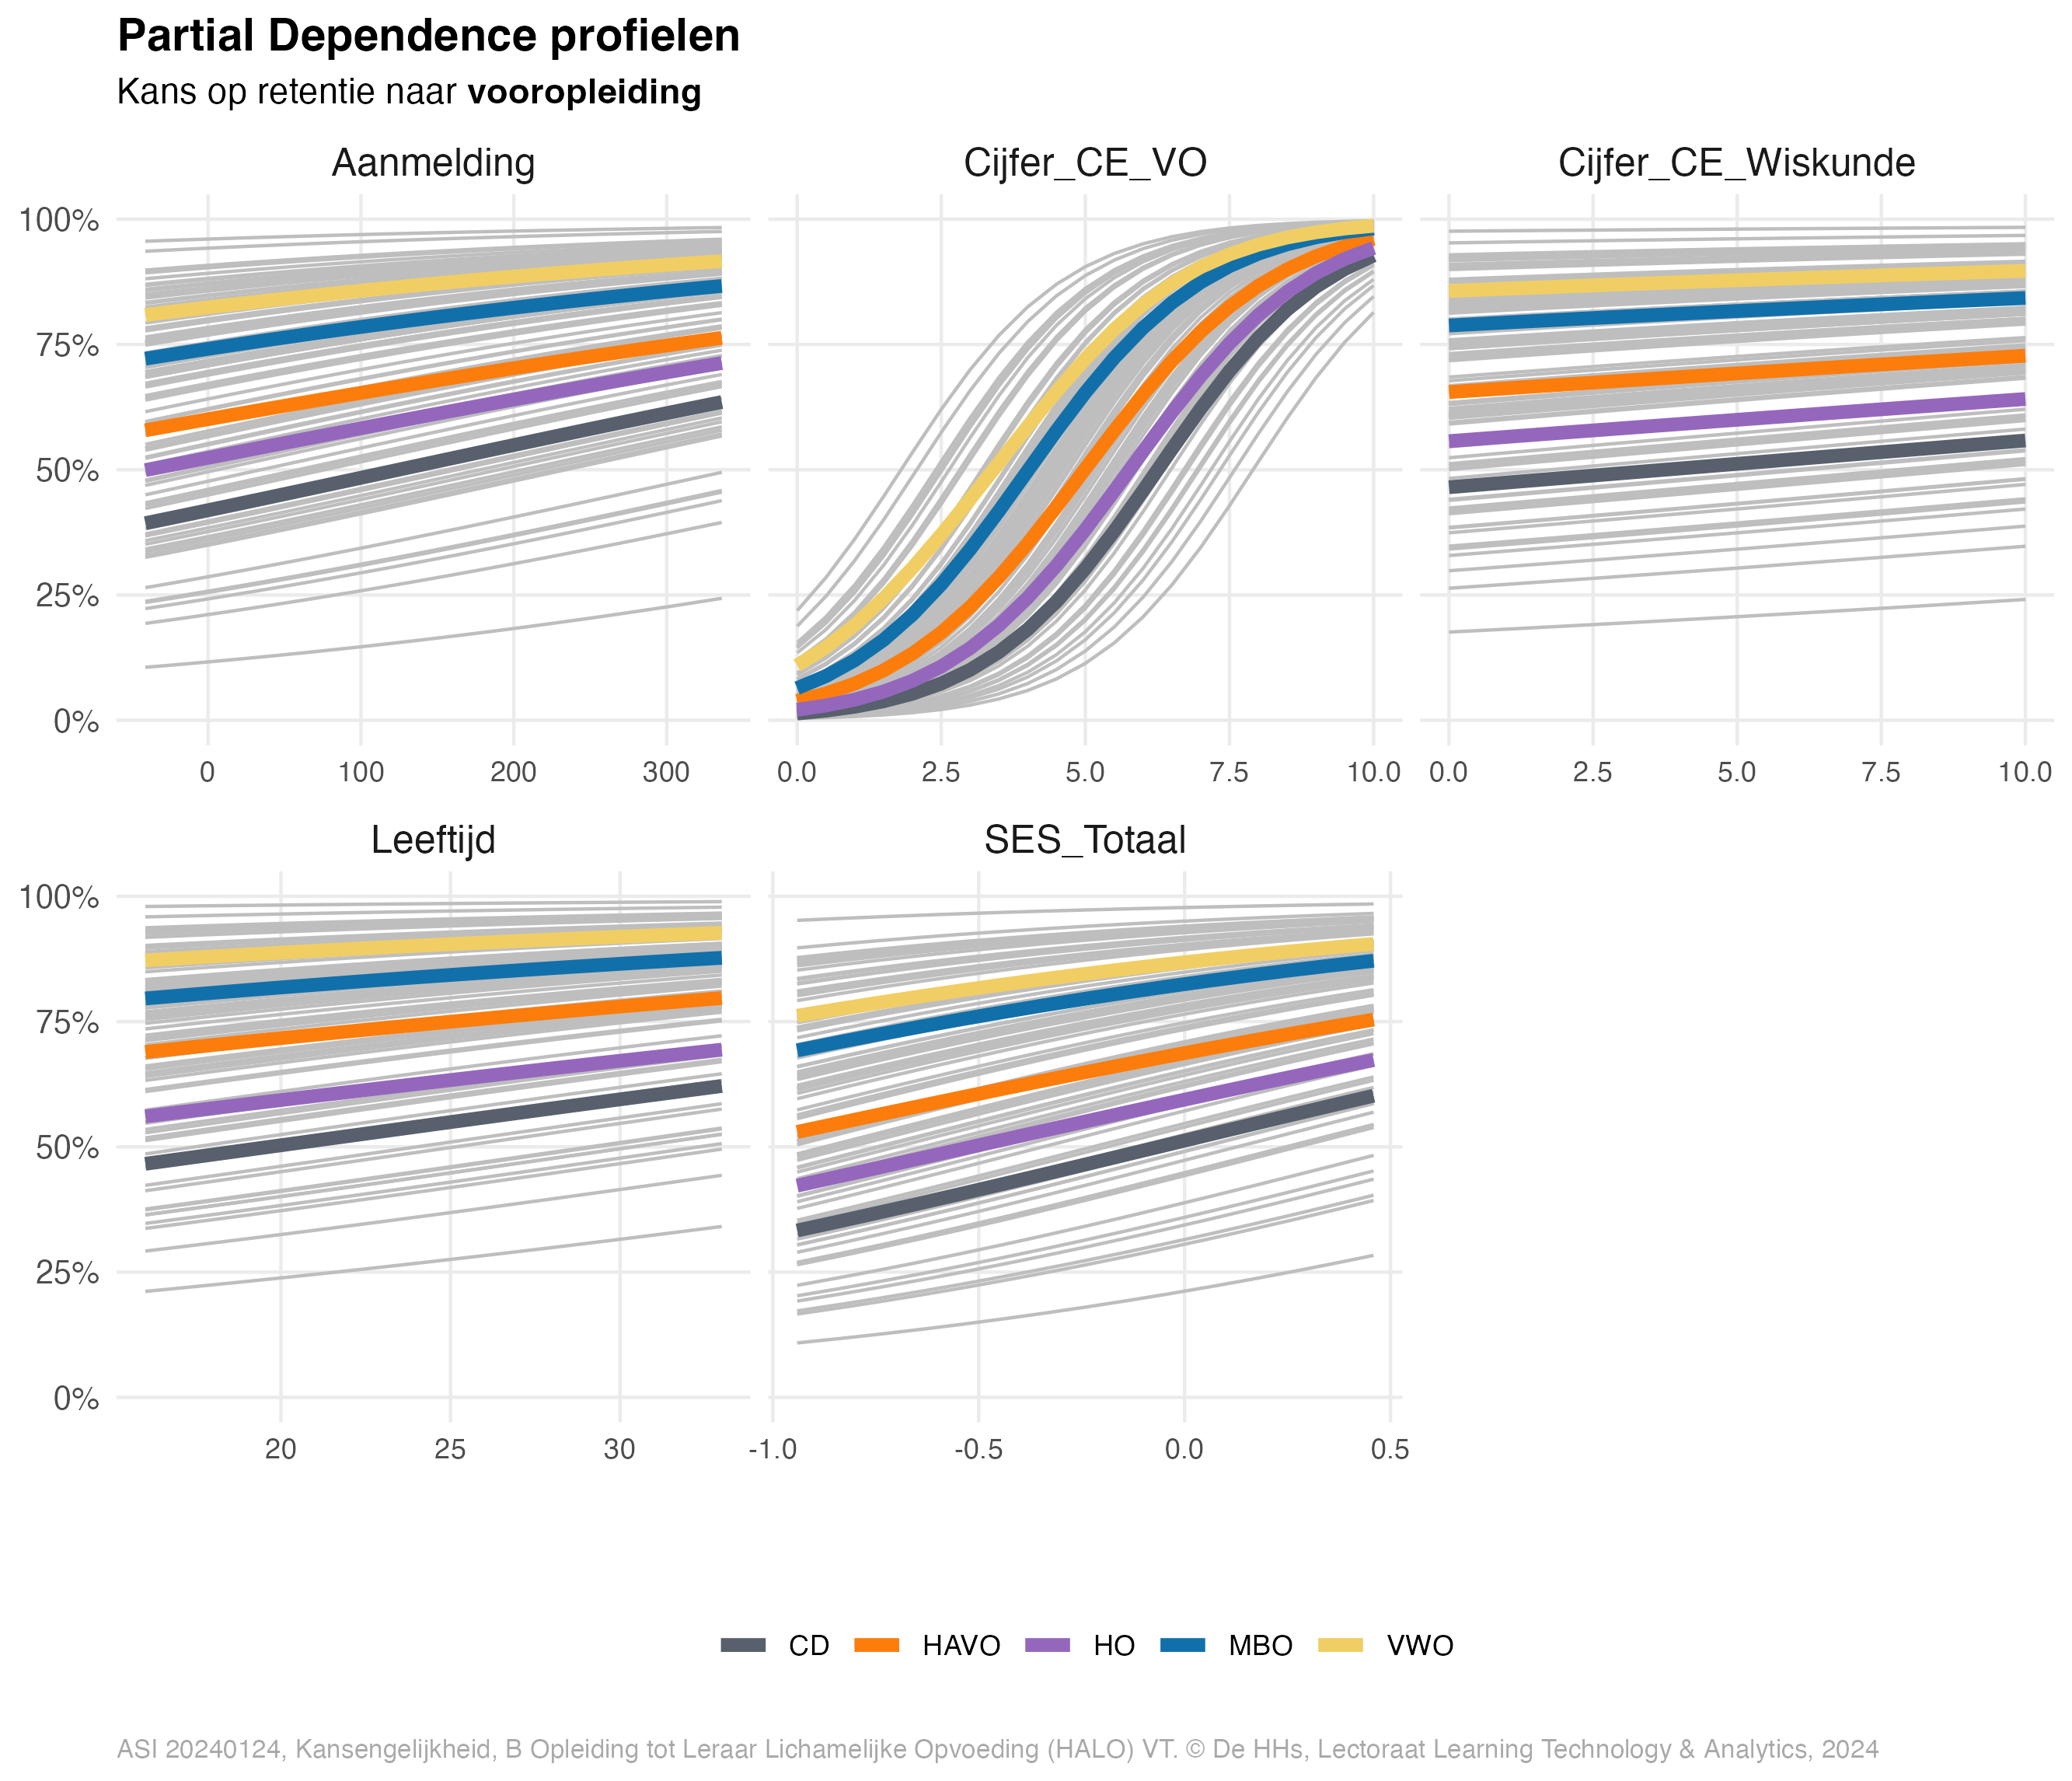 Partial Dependence profielen
Kans op retentie naar vooropleiding
Aanmelding
Cijfer_CE_VO
Cijfer_CE_Wiskunde
100%
75%
50%
25%
0%
0 100 200 300
0.0 2.5 5.0 7.5 10.0
0.0 2.5 5.0 7.5 10.0
Leeftijd
SES_Totaal
100%
75%
50%
25%
0%
20 25 30
-1.0 -0.5 0.0 0.5
CD HAVO HO MBO VWO
ASI 20240124, Kansengelijkheid, B Opleiding tot Leraar Lichamelijke Opvoeding (HALO) VT. © De HHs, Lectoraat Learning Technology & Analytics, 2024